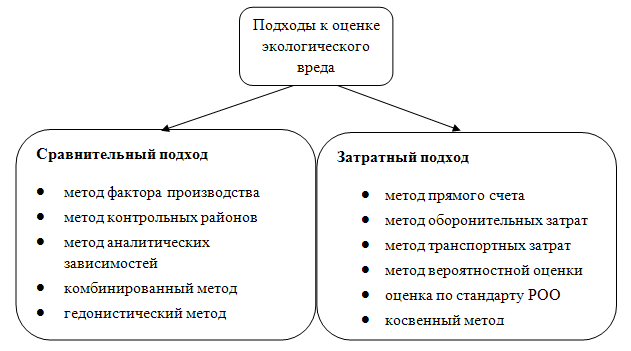 Подходы к оценке
экологического
вреда
Сравнительный подход
● метод фактора производства
● метод контрольных районов
● метод аналитических
зависимостей
● комбинированный метод
● гедонистический метод
Затратный подход
● метод прямого счета
● метод оборонительных затрат
● метод транспортных затрат
● метод вероятностной оценки
● оценка по стандарту РОО
● косвенный метод